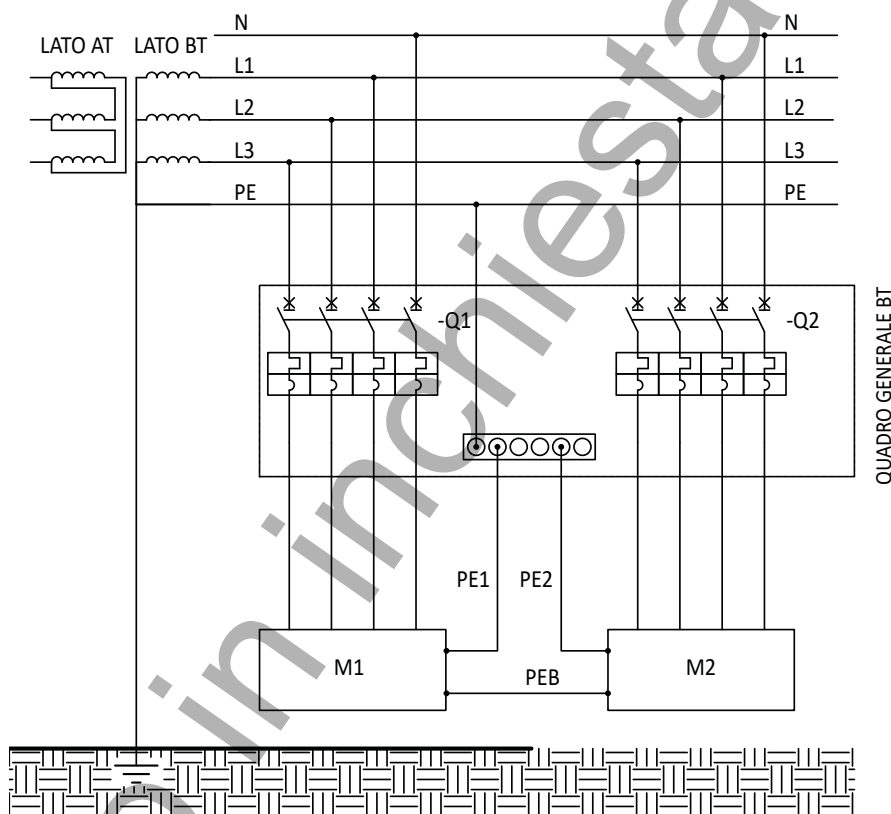 N N
LATO AT LATO BT
L1 L1
L2 L2
L3 L3
PE PE
-Q1 -Q2
QUADRO GENERALE BT
PE1 PE2
M1 PEB M2
in inchiesta